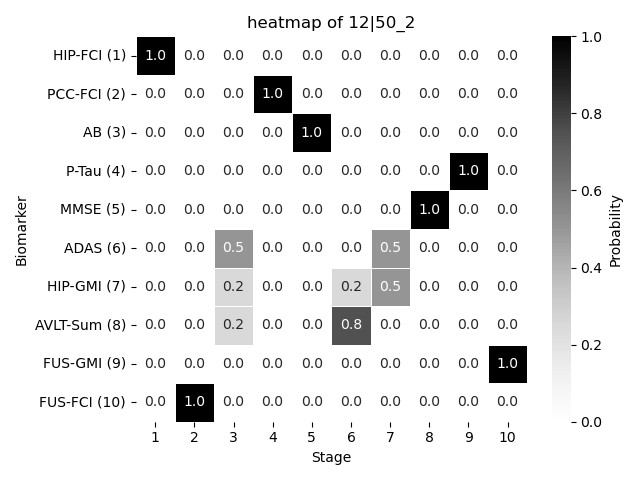 heatmap of 12|50_2
HIP-FCI (1) 1.0 0.0 0.0 0.0 0.0 0.0 0.0 0.0 0.0 0.0
PCC-FCI (2) 0.0 0.0 0.0 1.0 0.0 0.0 0.0 0.0 0.0 0.0
AB (3) 0.0 0.0 0.0 0.0 1.0 0.0 0.0 0.0 0.0 0.0
P-Tau (4) 0.0 0.0 0.0 0.0 0.0 0.0 0.0 0.0 1.0 0.0
MMSE (5) 0.0 0.0 0.0 0.0 0.0 0.0 0.0 1.0 0.0 0.0
ADAS (6) 0.0 0.0 0.5 0.0 0.0 0.0 0.5 0.0 0.0 0.0
HIP-GMI (7) 0.0 0.0 0.2 0.0 0.0 0.2 0.5 0.0 0.0 0.0
AVLT-Sum (8) 0.0 0.0 0.2 0.0 0.0 0.8 0.0 0.0 0.0 0.0
FUS-GMI (9) 0.0 0.0 0.0 0.0 0.0 0.0 0.0 0.0 0.0 1.0
FUS-FCI (10) 0.0 1.0 0.0 0.0 0.0 0.0 0.0 0.0 0.0 0.0
1 2 3 4 5 6 7 8 9 10
Stage
Biomarker
1.0
0.8
0.6
0.4
0.2
0.0
Probability